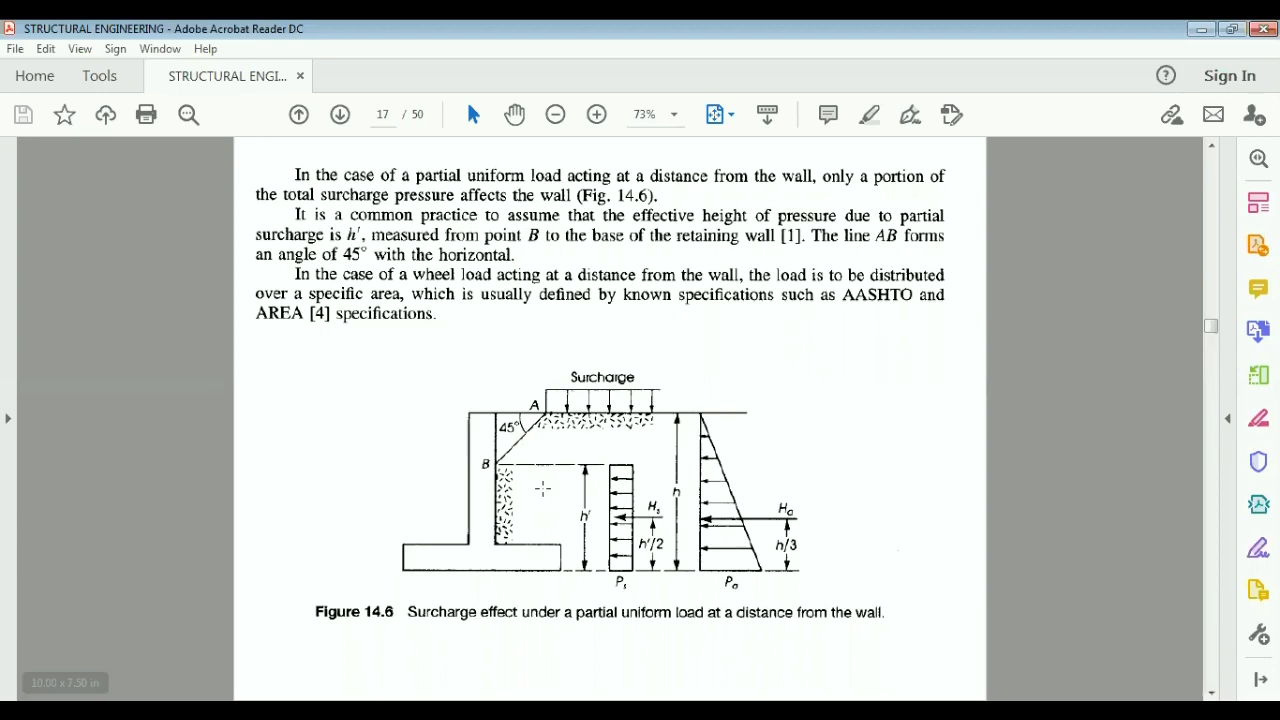 STRUCTURAL ENGINEERING - Adobe Acrobat Reader DC
File Edit View Sign Window Help
Home Tools STRUCTURAL ENGI... × Sign In
17 / 50 73%
In the case of a partial uniform load acting at a distance from the wall, only a portion of
the total surcharge pressure affects the wall (Fig. 14.6).
It is a common practice to assume that the effective height of pressure due to partial
surcharge is h′, measured from point B to the base of the retaining wall [1]. The line AB forms
an angle of 45° with the horizontal.
In the case of a wheel load acting at a distance from the wall, the load is to be distributed
over a specific area, which is usually defined by known specifications such as AASHTO and
AREA [4] specifications.
Surcharge
A
45°
B
h
h′ Hs Ha
h′/2 h/3
Ps Pa
Figure 14.6 Surcharge effect under a partial uniform load at a distance from the wall.
10.00 x 7.50 in